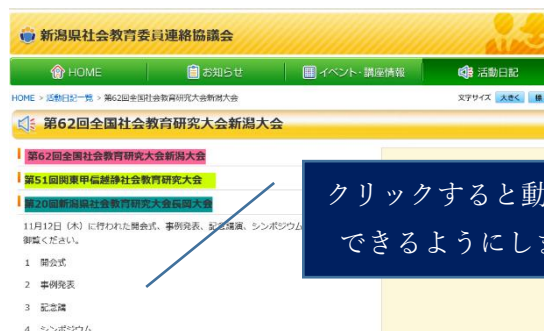 新潟県社会教育委員連絡協議会
HOME
お知らせ
イベント・講座情報
活動日記
HOME > 活動日記一覧 > 第62回全国社会教育研究大会新潟大会
文字サイズ 大きく 標
第62回全国社会教育研究大会新潟大会
第62回全国社会教育研究大会新潟大会
第51回関東甲信越静社会教育研究大会
第20回新潟県社会教育研究大会長岡大会
11月12日(木)に行われた開会式、事例発表、記念講演、シンポジウム
御覧ください。
1 開会式
2 事例発表
3 記念講
4 シンポジウム
クリックすると動
できるようにしま